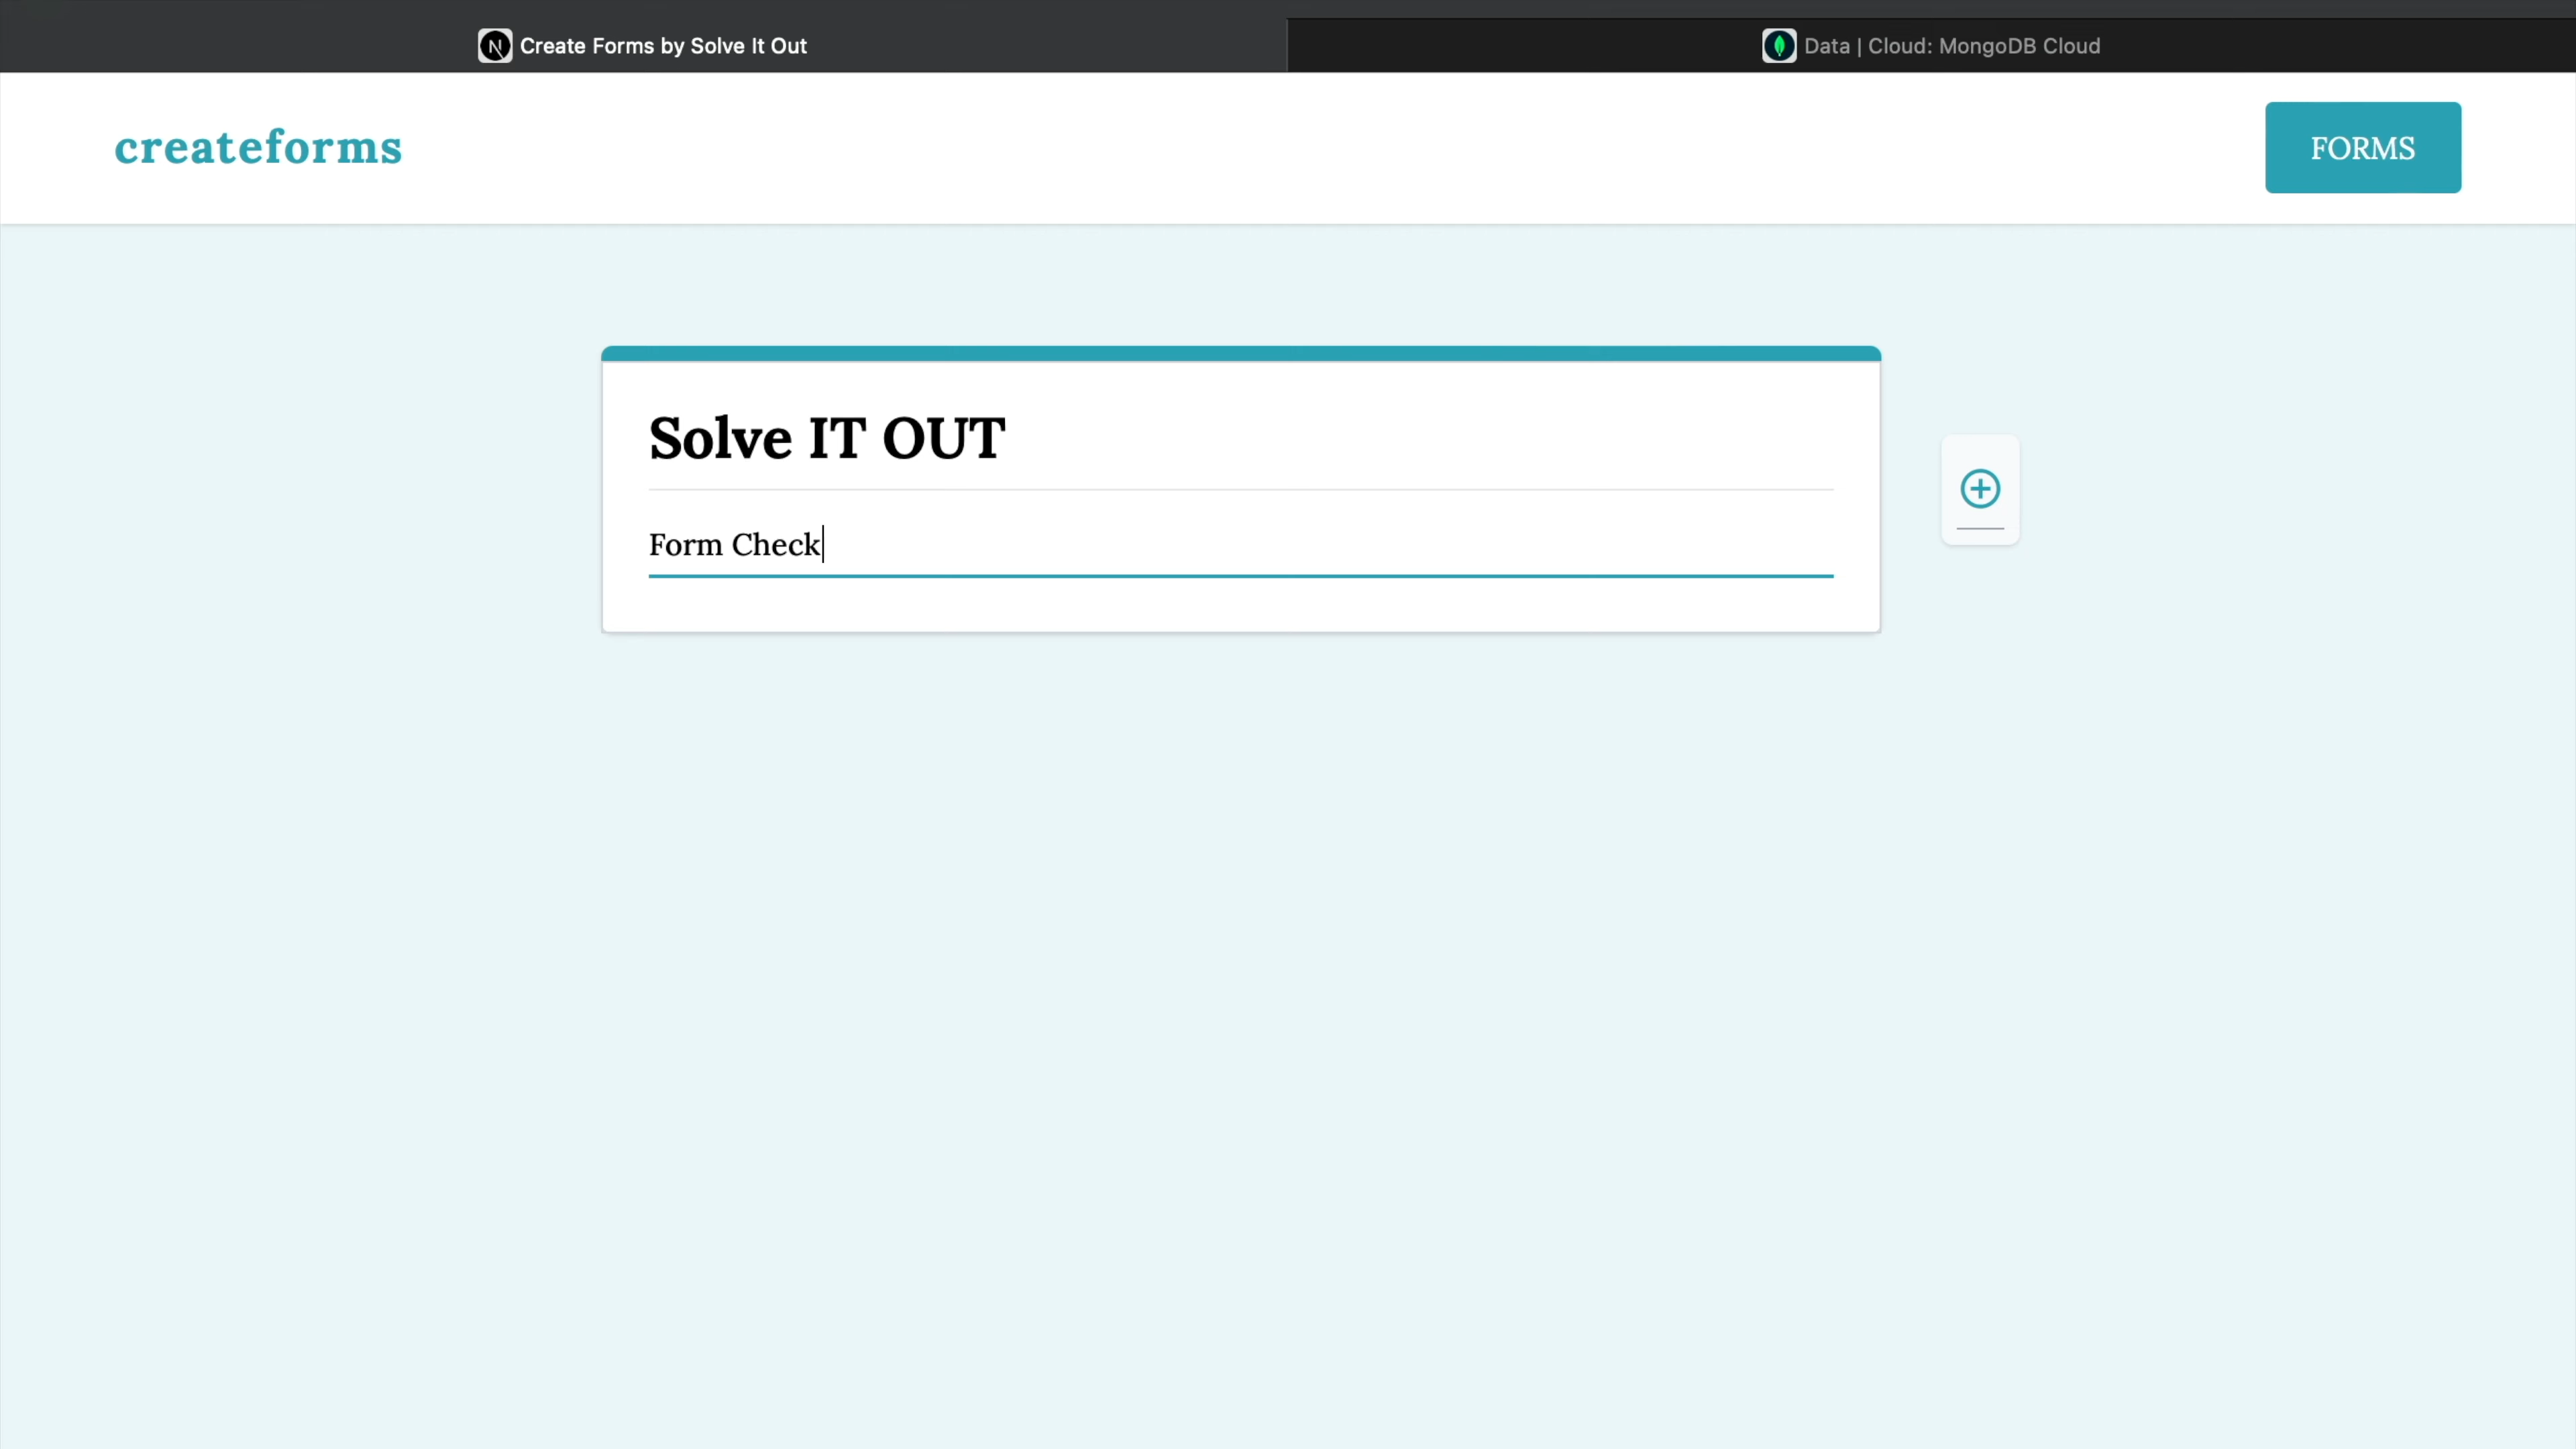 Create Forms by Solve It Out
Data | Cloud: MongoDB Cloud
createforms
FORMS
Solve IT OUT
Form Check